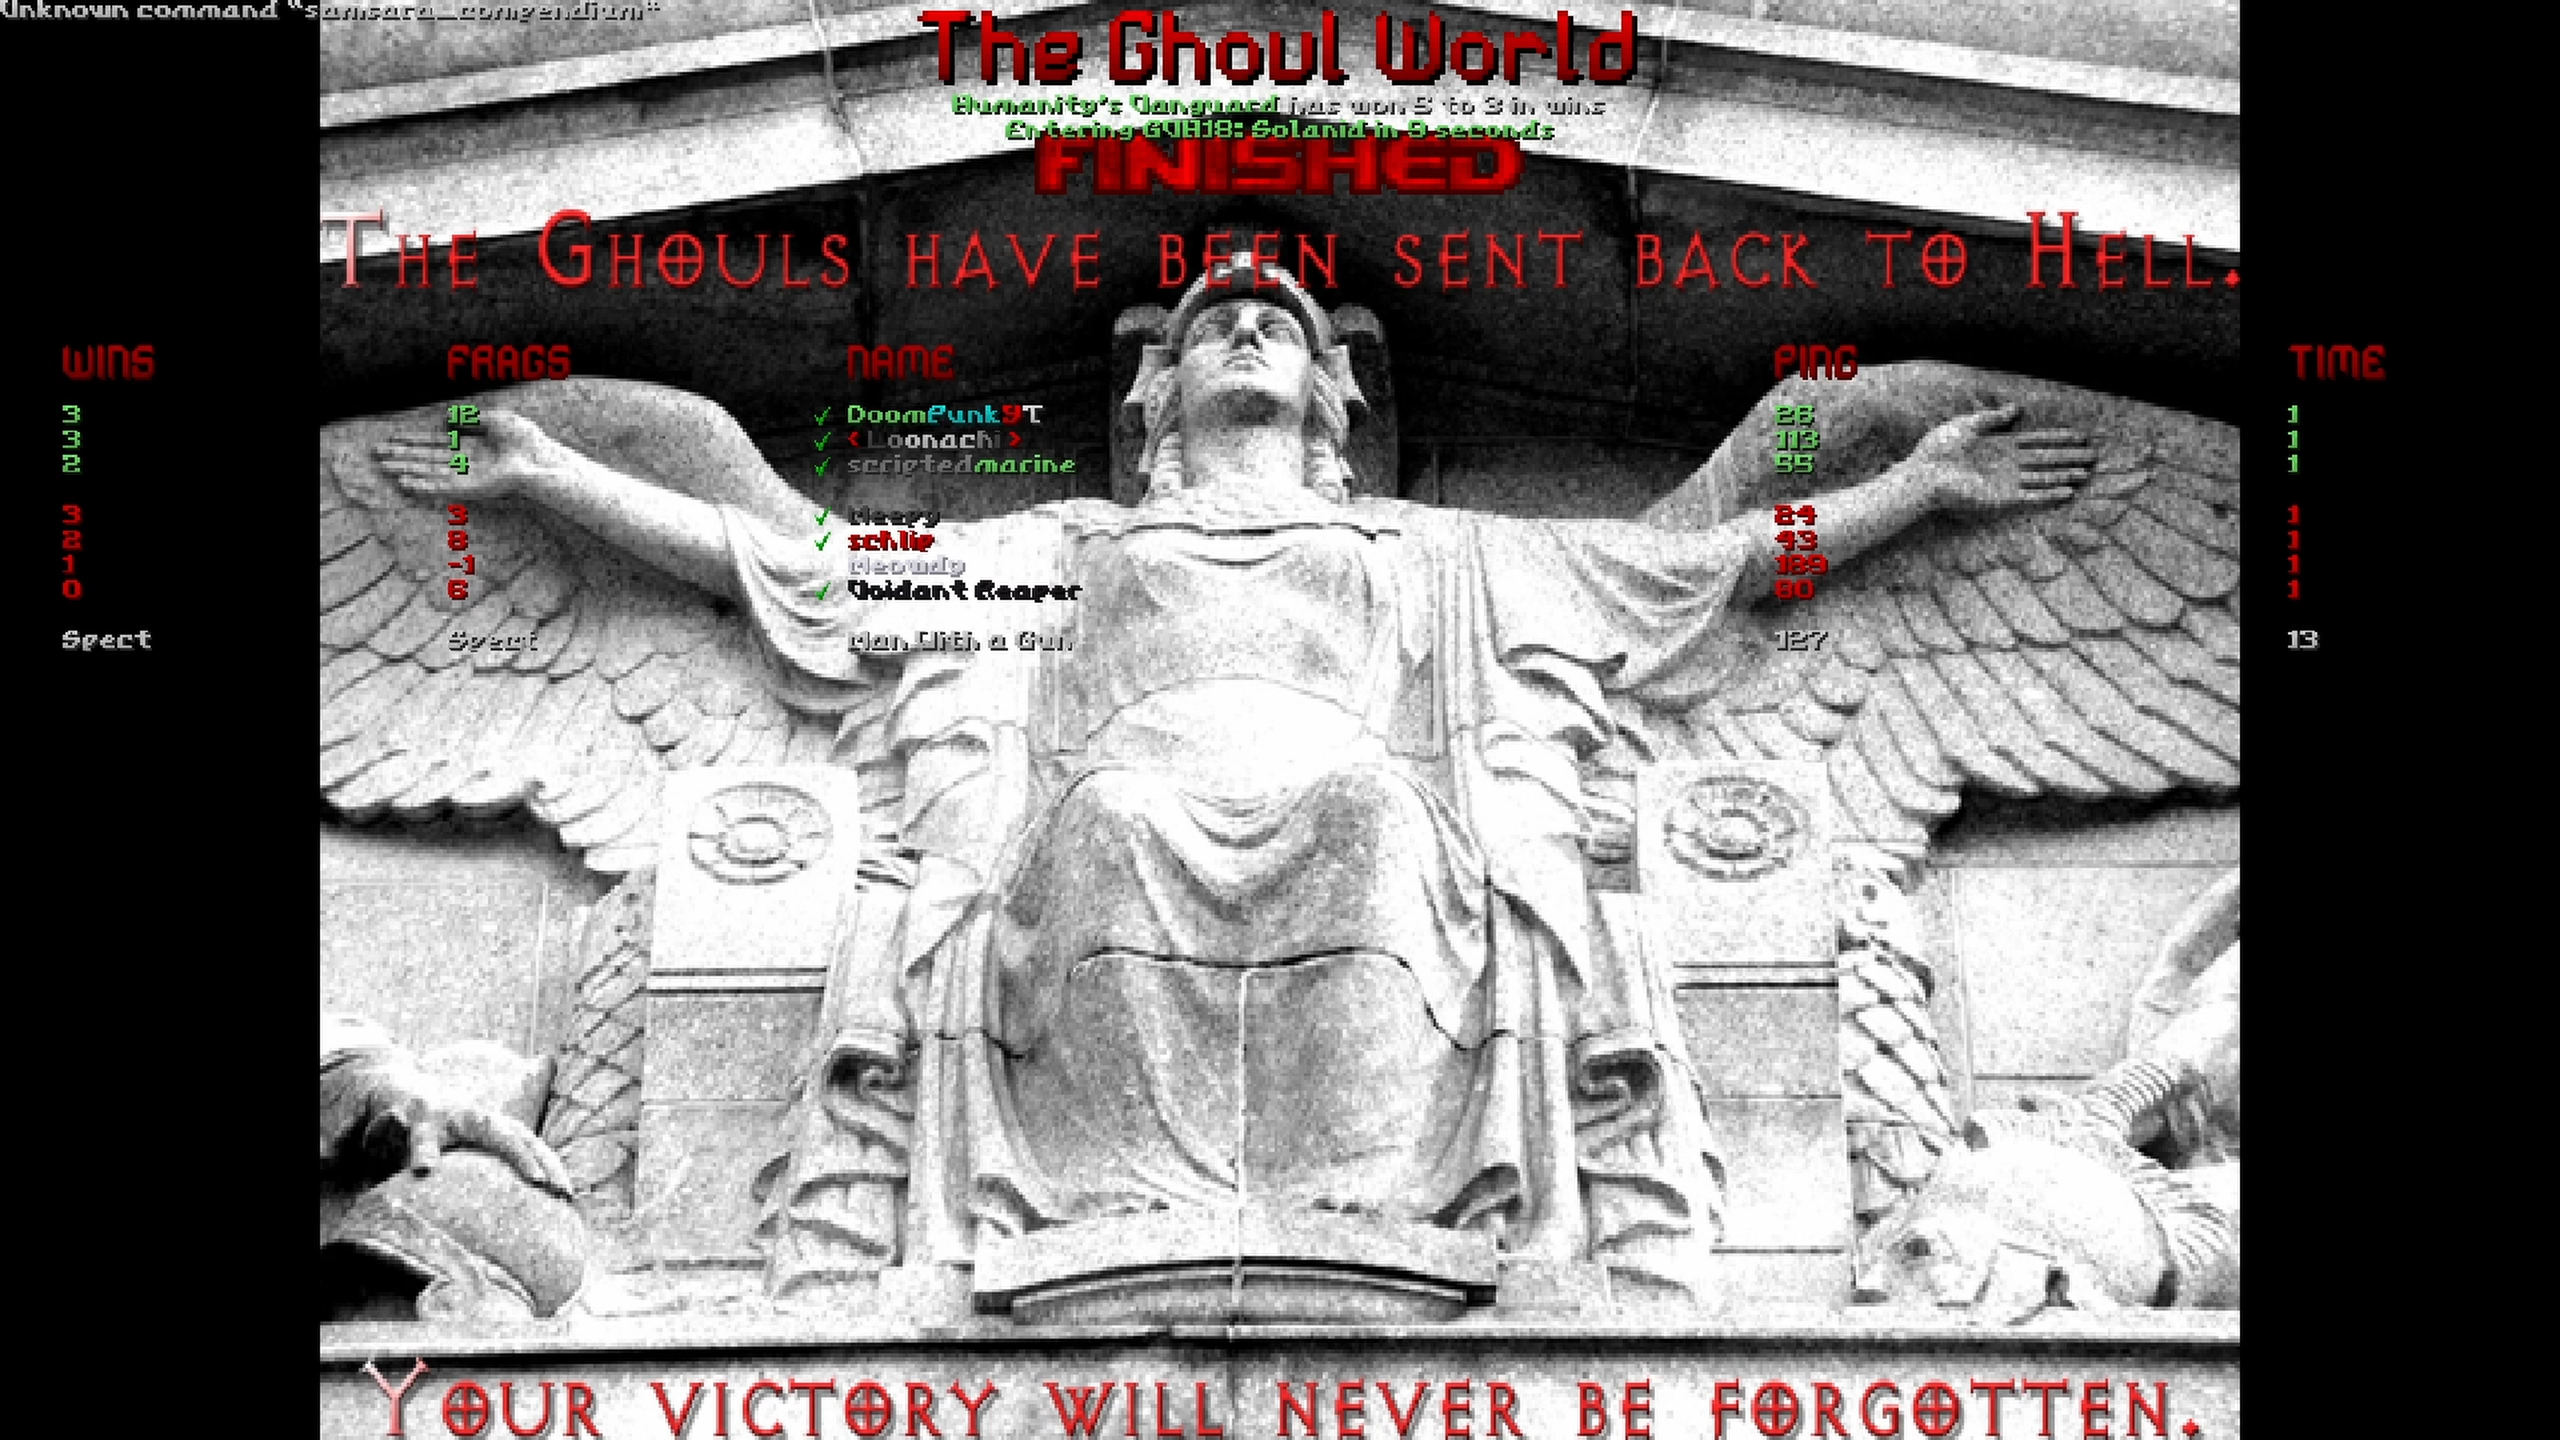 Unknown command "samsara_compendium"
The Ghoul World
Humanity's Vanguard has won 5 to 3 in wins
Entering GVH18: Solanid in 9 seconds
FINISHED
The Ghouls have been sent back to Hell.
WINS FRAGS NAME PING TIME
3 12 ✓ DoomPunk9T 26 1
3 1 ✓ <Loonachi> 113 1
2 4 ✓ scriptedmarine 55 1
3 3 ✓ 24 1
2 8 ✓ schlip 43 1
1 -1 189 1
0 6 ✓ Voidant Reaper 80 1
Spect Spect Man With a Gun 127 13
Your victory will never be forgotten.